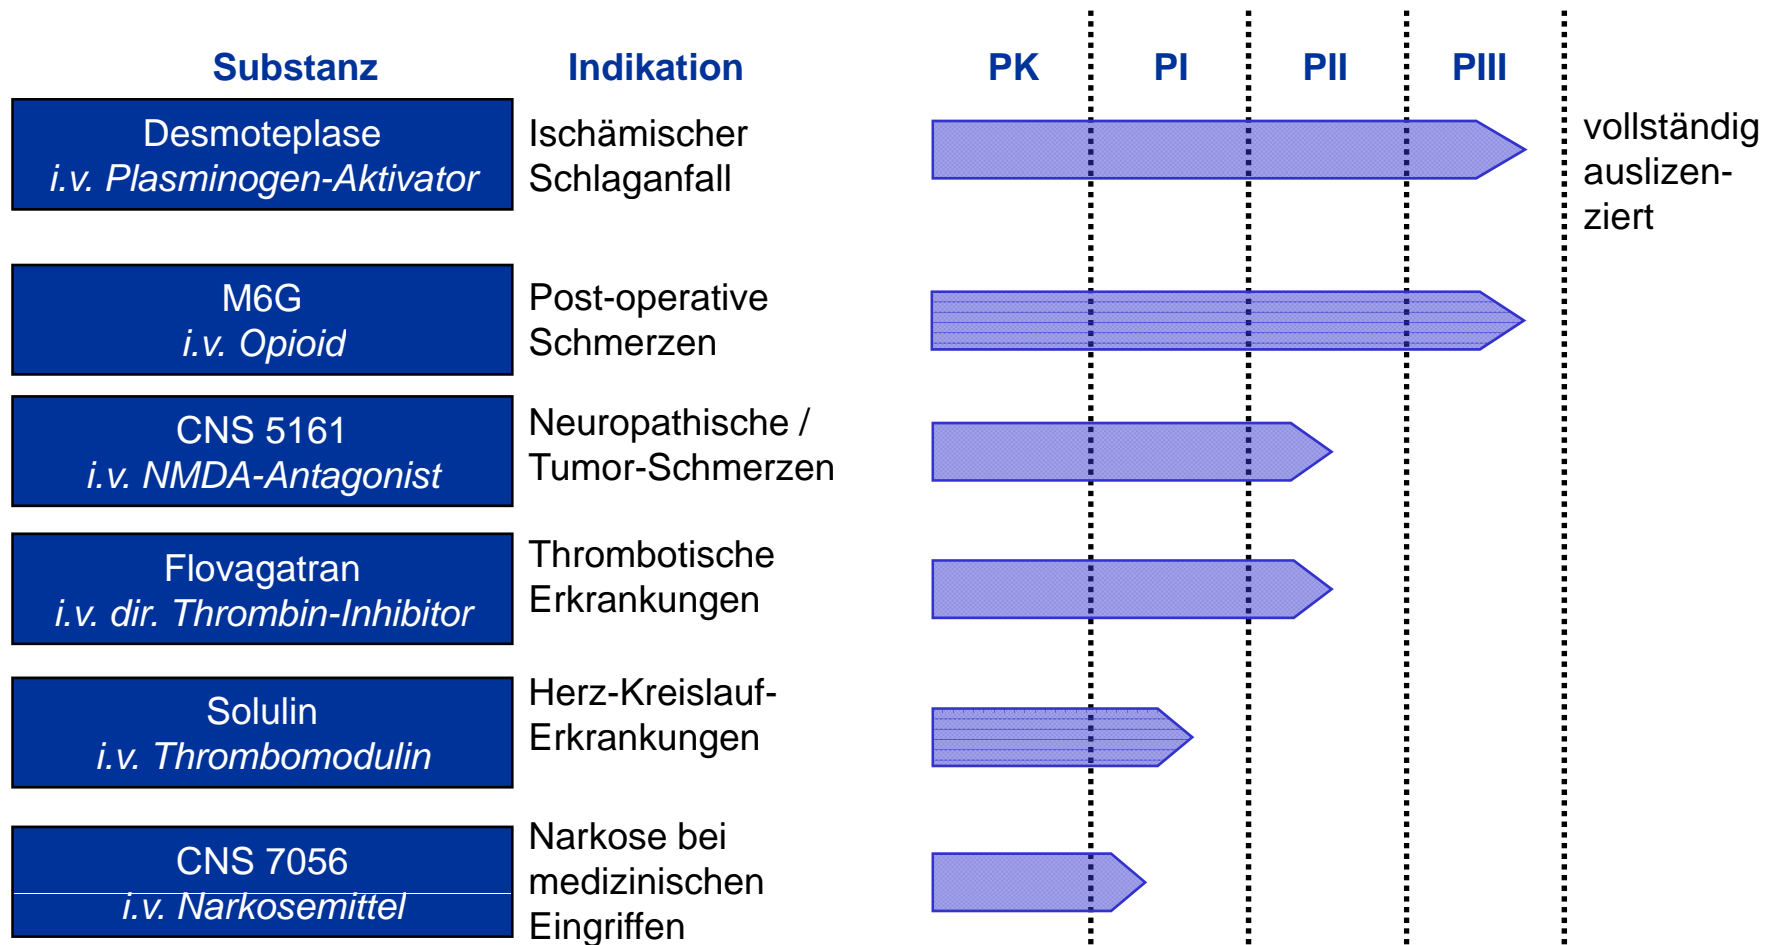 Substanz Indikation PK PI PII PIII
Desmoteplase
i.v. Plasminogen-Aktivator
Ischämischer
Schlaganfall
vollständig
auslizen-
ziert
M6G
i.v. Opioid
Post-operative
Schmerzen
CNS 5161
i.v. NMDA-Antagonist
Neuropathische /
Tumor-Schmerzen
Flovagatran
i.v. dir. Thrombin-Inhibitor
Thrombotische
Erkrankungen
Solulin
i.v. Thrombomodulin
Herz-Kreislauf-
Erkrankungen
CNS 7056
i.v. Narkosemittel
Narkose bei
medizinischen
Eingriffen